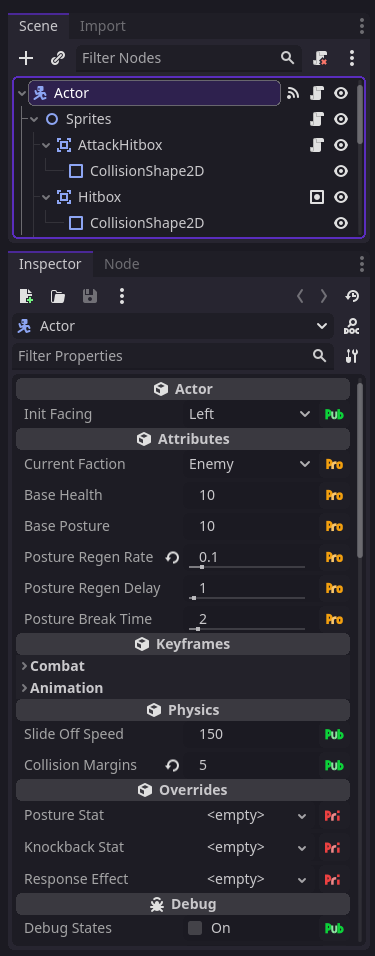 Scene Import
Filter Nodes
Actor
Sprites
AttackHitbox
CollisionShape2D
Hitbox
CollisionShape2D
Inspector Node
Actor DOC
Filter Properties
Actor
Init Facing Left Pub
Attributes
Current Faction Enemy Pro
Base Health 10 Pro
Base Posture 10 Pro
Posture Regen Rate 0.1 Pro
Posture Regen Delay 1 Pro
Posture Break Time 2 Pro
Keyframes
Combat
Animation
Physics
Slide Off Speed 150 Pub
Collision Margins 5 Pub
Overrides
Posture Stat <empty> Pri
Knockback Stat <empty> Pri
Response Effect <empty> Pri
Debug
Debug States On Pub